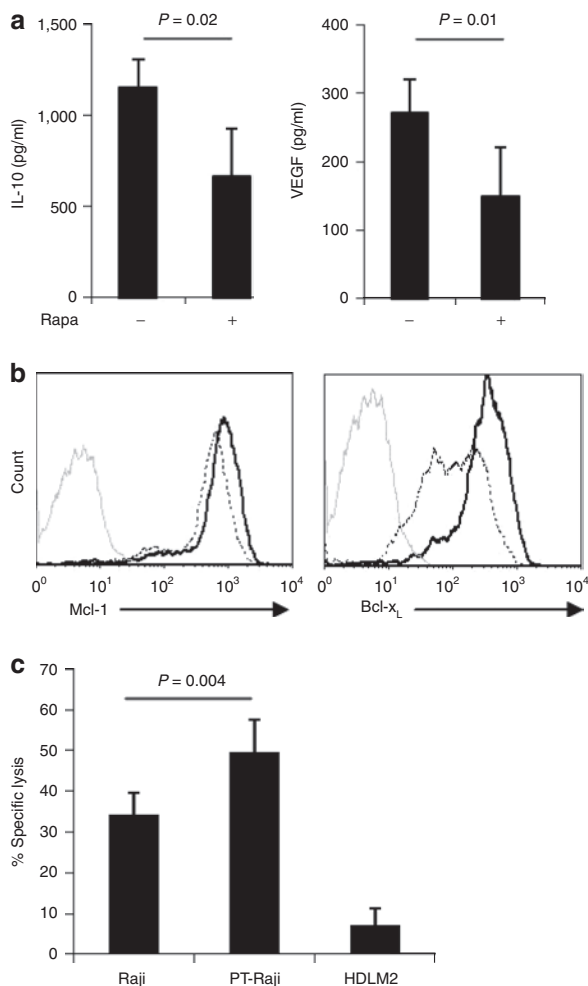 a
P = 0.02
1,500
1,000
500
0
IL-10 (pg/ml)
Rapa
– +
P = 0.01
400
300
200
100
0
VEGF (pg/ml)
– +
b
Count
10⁰ 10¹ 10² 10³ 10⁴
Mcl-1
10⁰ 10¹ 10² 10³ 10⁴
Bcl-xL
c
P = 0.004
70
60
50
40
30
20
10
0
% Specific lysis
Raji PT-Raji HDLM2